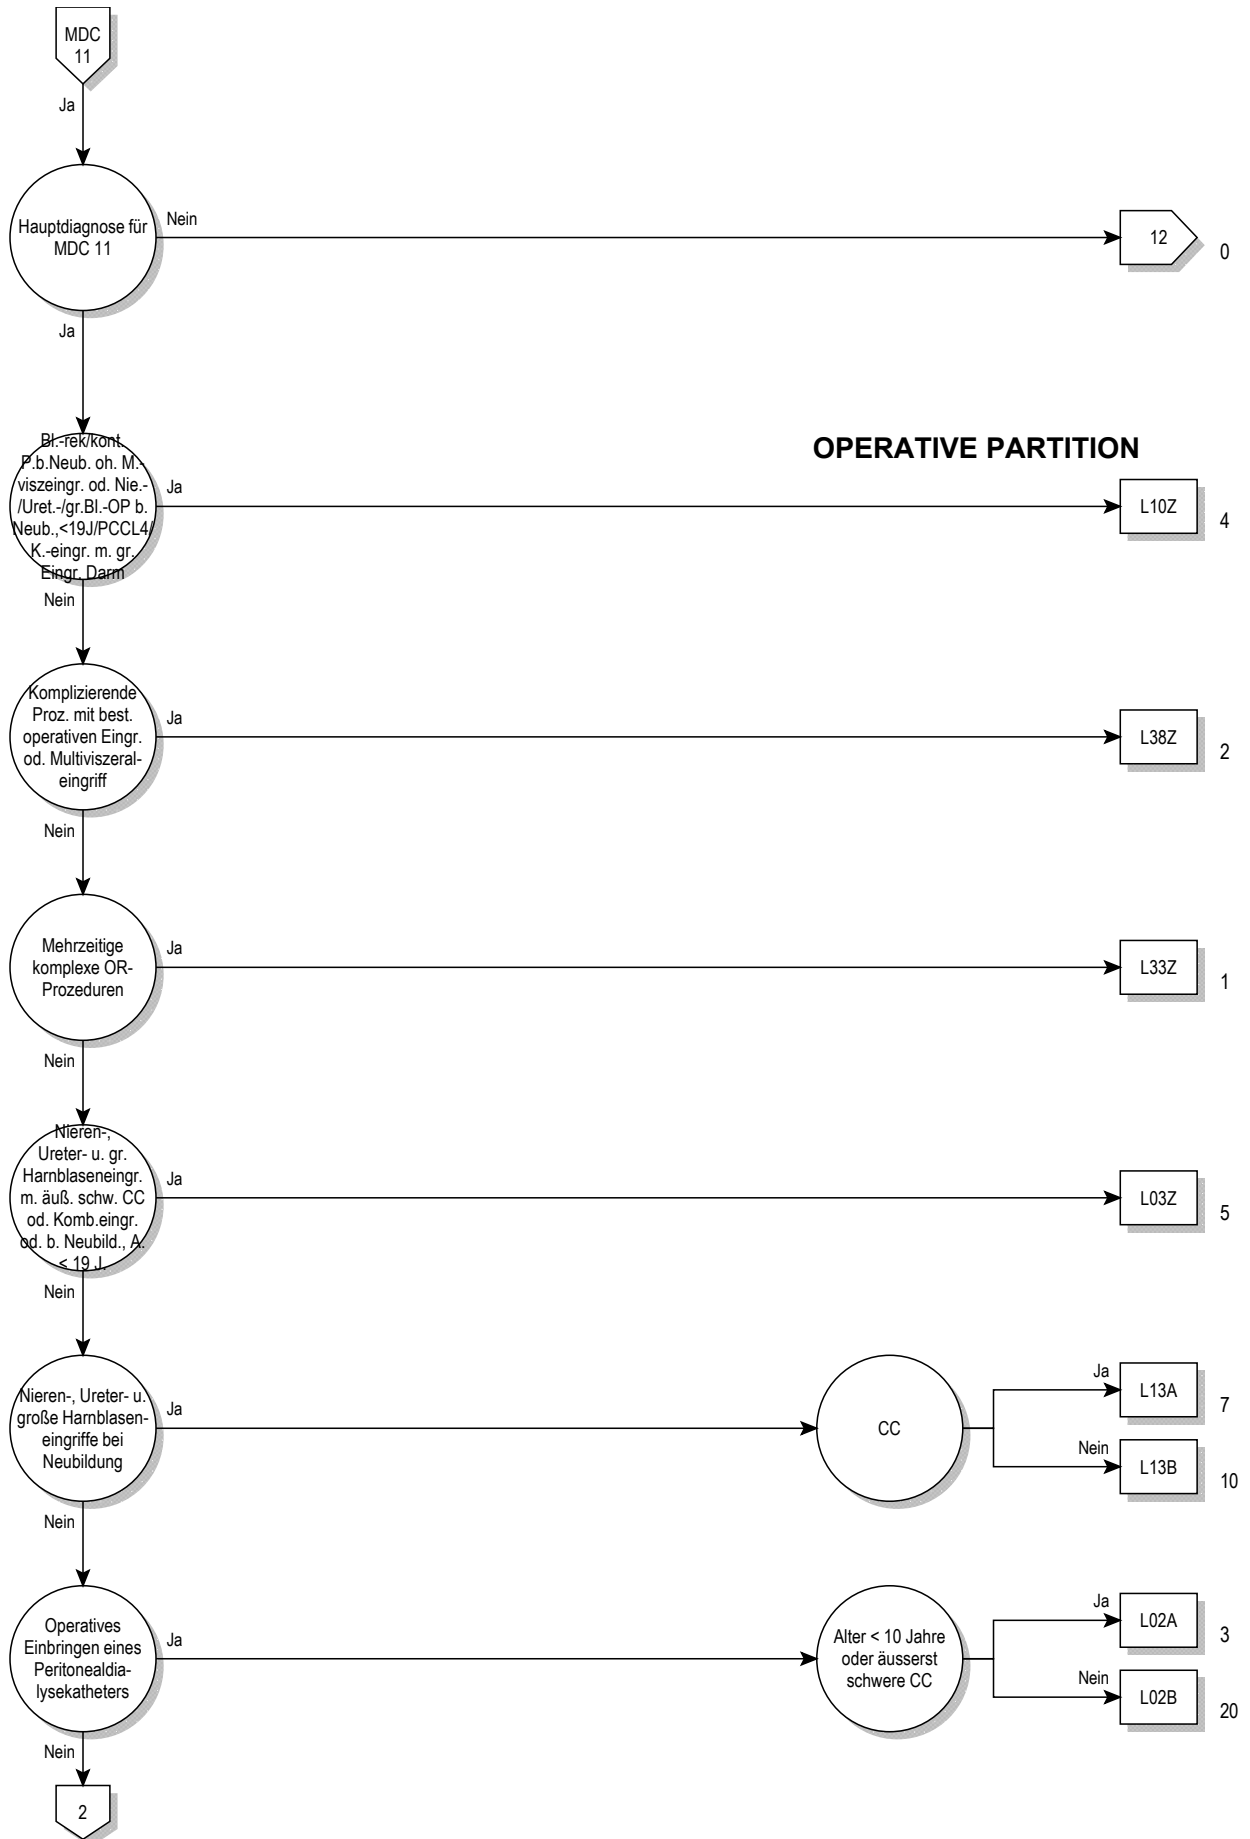 MDC
11
Ja
Hauptdiagnose für
MDC 11
Nein
12
0
Ja
OPERATIVE PARTITION
Bl.-rek/kont.
P.b.Neub. oh. M.-
viszeingr. od. Nie.-
/Uret.-/gr.Bl.-OP b.
Neub.,<19J/PCCL4/
K.-eingr. m. gr.
Eingr. Darm
Ja
L10Z
4
Nein
Komplizierende
Proz. mit best.
operativen Eingr.
od. Multiviszeral-
eingriff
Ja
L38Z
2
Nein
Mehrzeitige
komplexe OR-
Prozeduren
Ja
L33Z
1
Nein
Nieren-,
Ureter- u. gr.
Harnblaseneingr.
m. äuß. schw. CC
od. Komb.eingr.
od. b. Neubild., A.
< 19 J.
Ja
L03Z
5
Nein
Nieren-, Ureter- u.
große Harnblasen-
eingriffe bei
Neubildung
Ja
CC
Ja
L13A
7
Nein
L13B
10
Nein
Operatives
Einbringen eines
Peritonealdia-
lysekatheters
Ja
Alter < 10 Jahre
oder äusserst
schwere CC
Ja
L02A
3
Nein
L02B
20
Nein
2